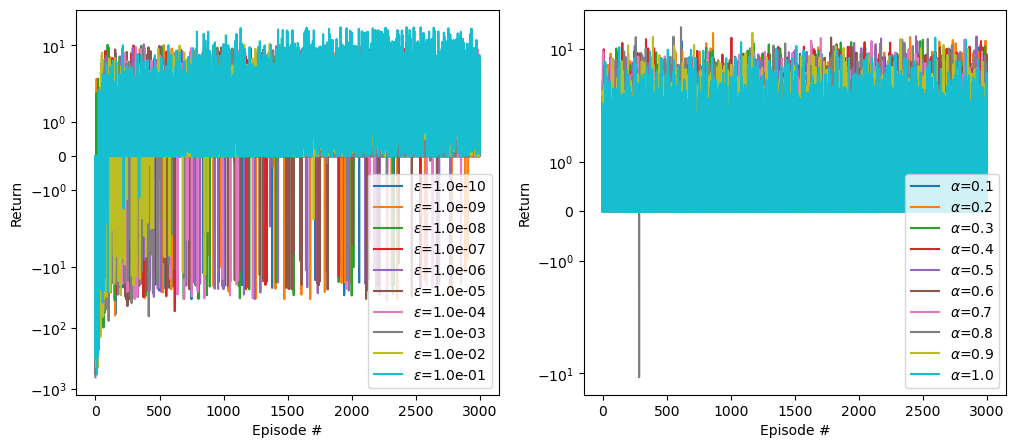 10¹
10⁰
0
−10⁰
−10¹
−10²
−10³
Return
0
500
1000
1500
2000
2500
3000
Episode #
ε=1.0e-10
ε=1.0e-09
ε=1.0e-08
ε=1.0e-07
ε=1.0e-06
ε=1.0e-05
ε=1.0e-04
ε=1.0e-03
ε=1.0e-02
ε=1.0e-01
10¹
10⁰
0
−10⁰
−10¹
Return
0
500
1000
1500
2000
2500
3000
Episode #
α=0.1
α=0.2
α=0.3
α=0.4
α=0.5
α=0.6
α=0.7
α=0.8
α=0.9
α=1.0